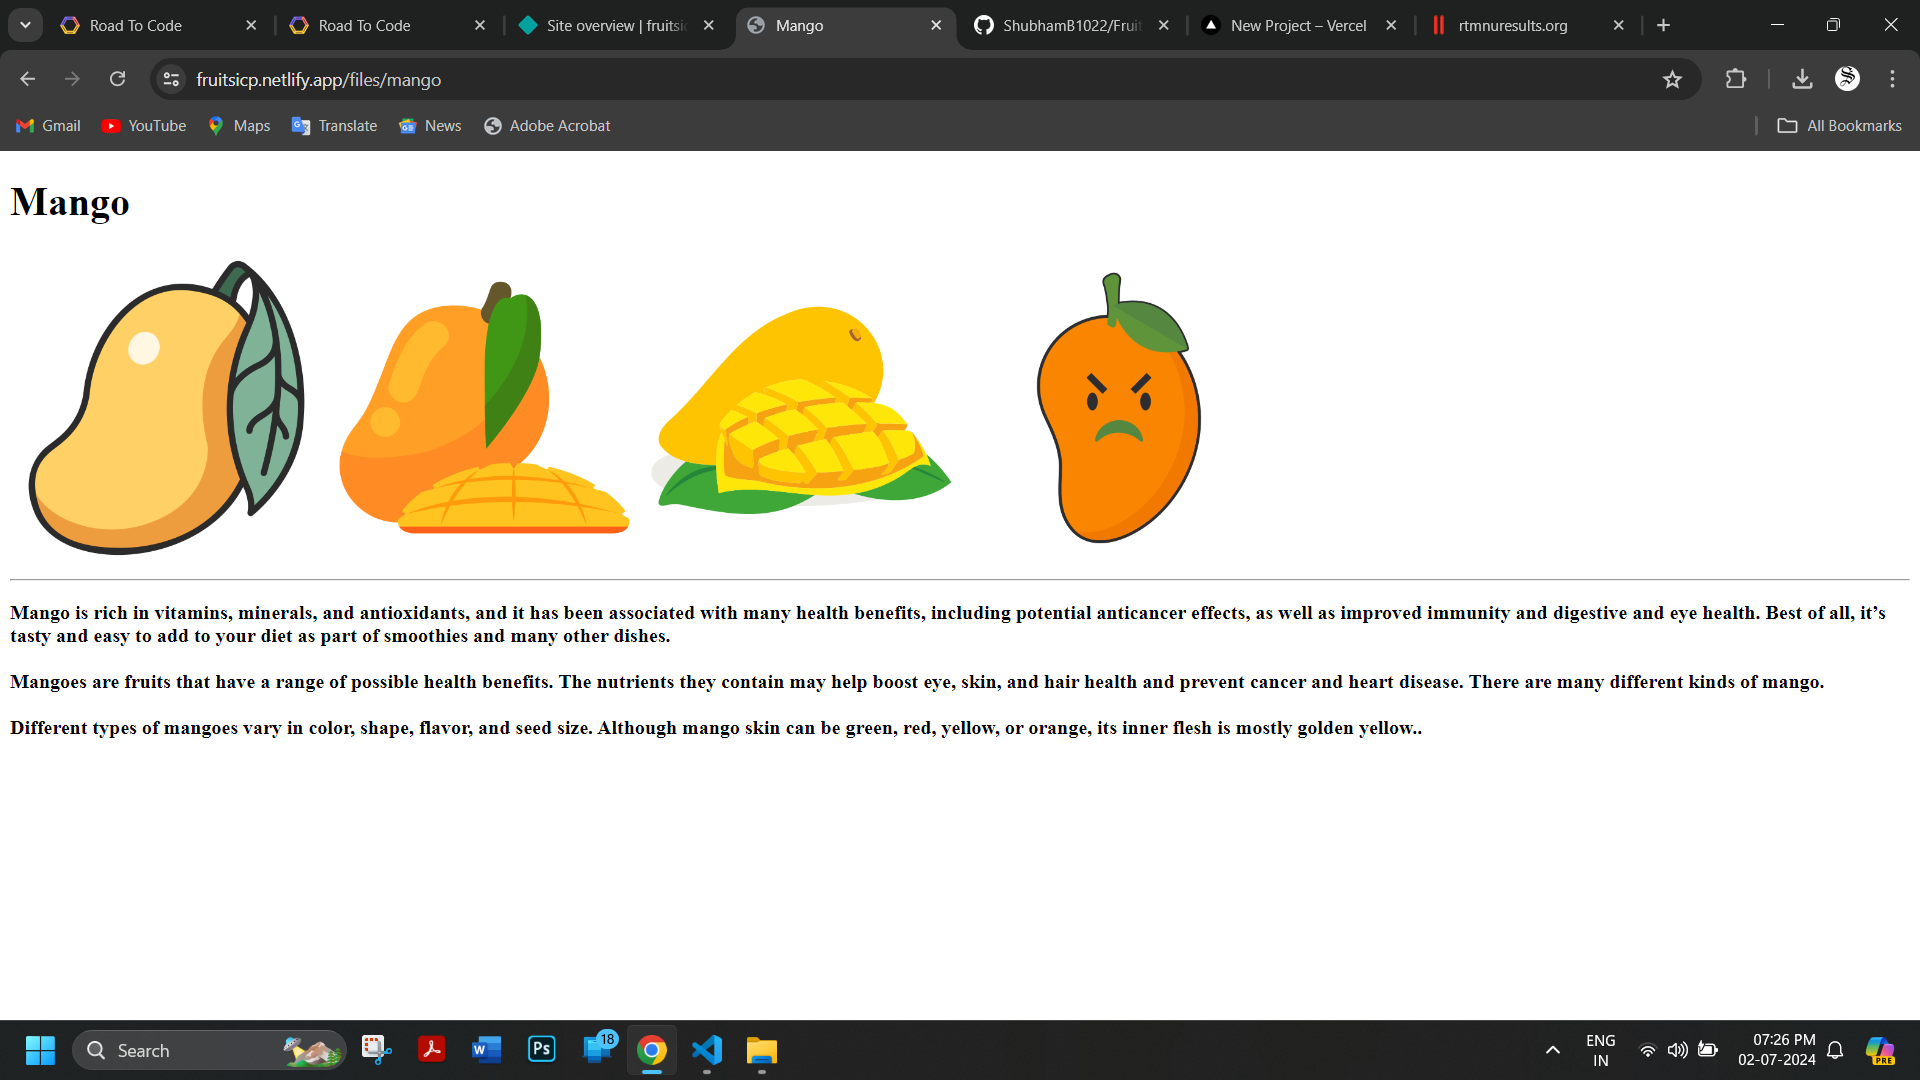 Road To Code
Road To Code
Site overview | fruitsic
Mango
ShubhamB1022/Fruit
New Project – Vercel
rtmnuresults.org
fruitsicp.netlify.app/files/mango
Gmail
YouTube
Maps
Translate
News
Adobe Acrobat
All Bookmarks
Mango
Mango is rich in vitamins, minerals, and antioxidants, and it has been associated with many health benefits, including potential anticancer effects, as well as improved immunity and digestive and eye health. Best of all, it’s
tasty and easy to add to your diet as part of smoothies and many other dishes.
Mangoes are fruits that have a range of possible health benefits. The nutrients they contain may help boost eye, skin, and hair health and prevent cancer and heart disease. There are many different kinds of mango.
Different types of mangoes vary in color, shape, flavor, and seed size. Although mango skin can be green, red, yellow, or orange, its inner flesh is mostly golden yellow..
Search
W
Ps
18
ENG
IN
07:26 PM
02-07-2024
PRE